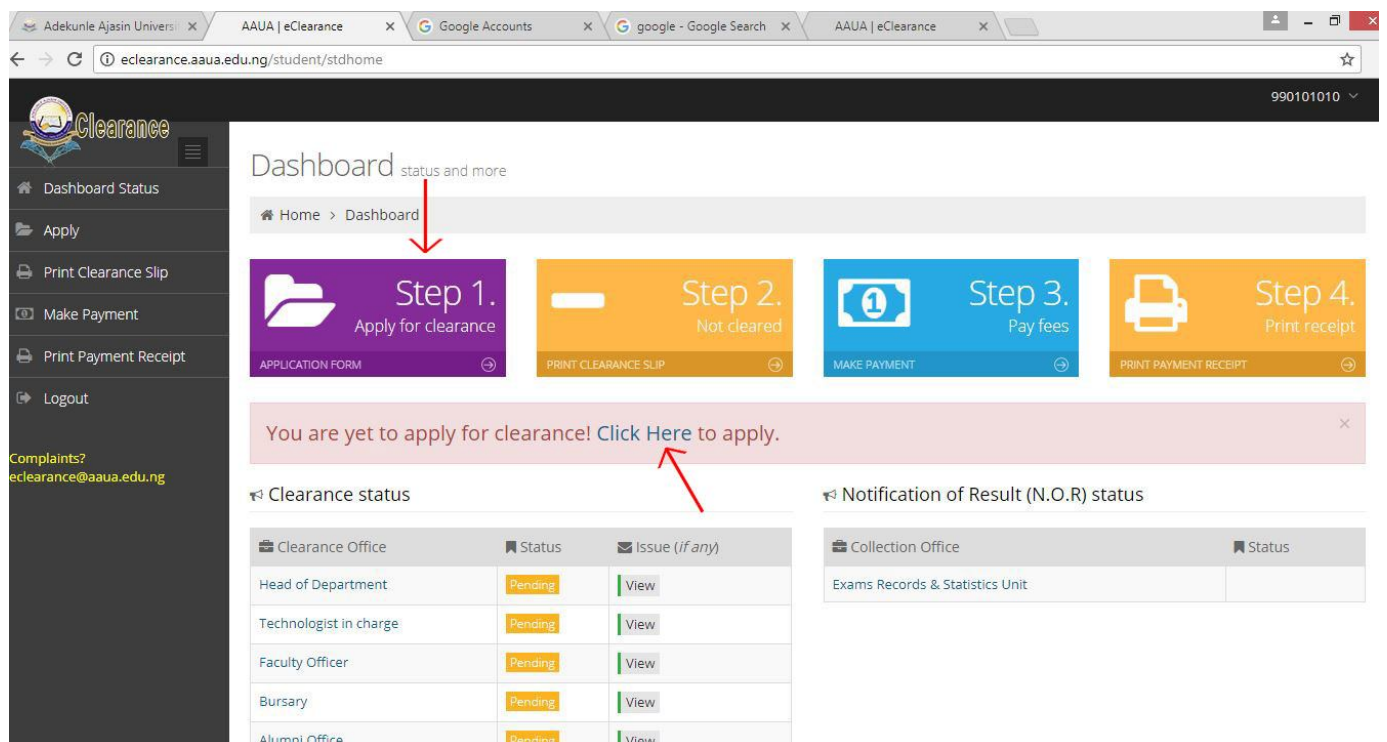 Adekunle Ajasin Universi
AAUA | eClearance
Google Accounts
google - Google Search
AAUA | eClearance
eclearance.aaua.edu.ng/student/stdhome
990101010
Clearance
Dashboard Status
Apply
Print Clearance Slip
Make Payment
Print Payment Receipt
Logout
Complaints?
eclearance@aaua.edu.ng
Dashboard status and more
Home > Dashboard
Step 1.
Apply for clearance
APPLICATION FORM
Step 2.
Not cleared
PRINT CLEARANCE SLIP
1
Step 3.
Pay fees
MAKE PAYMENT
Step 4.
Print receipt
PRINT PAYMENT RECEIPT
You are yet to apply for clearance! Click Here to apply.
Clearance status
Clearance Office Status Issue (if any)
Head of Department Pending View
Technologist in charge Pending View
Faculty Officer Pending View
Bursary Pending View
Alumni Office Pending View
Notification of Result (N.O.R) status
Collection Office Status
Exams Records & Statistics Unit